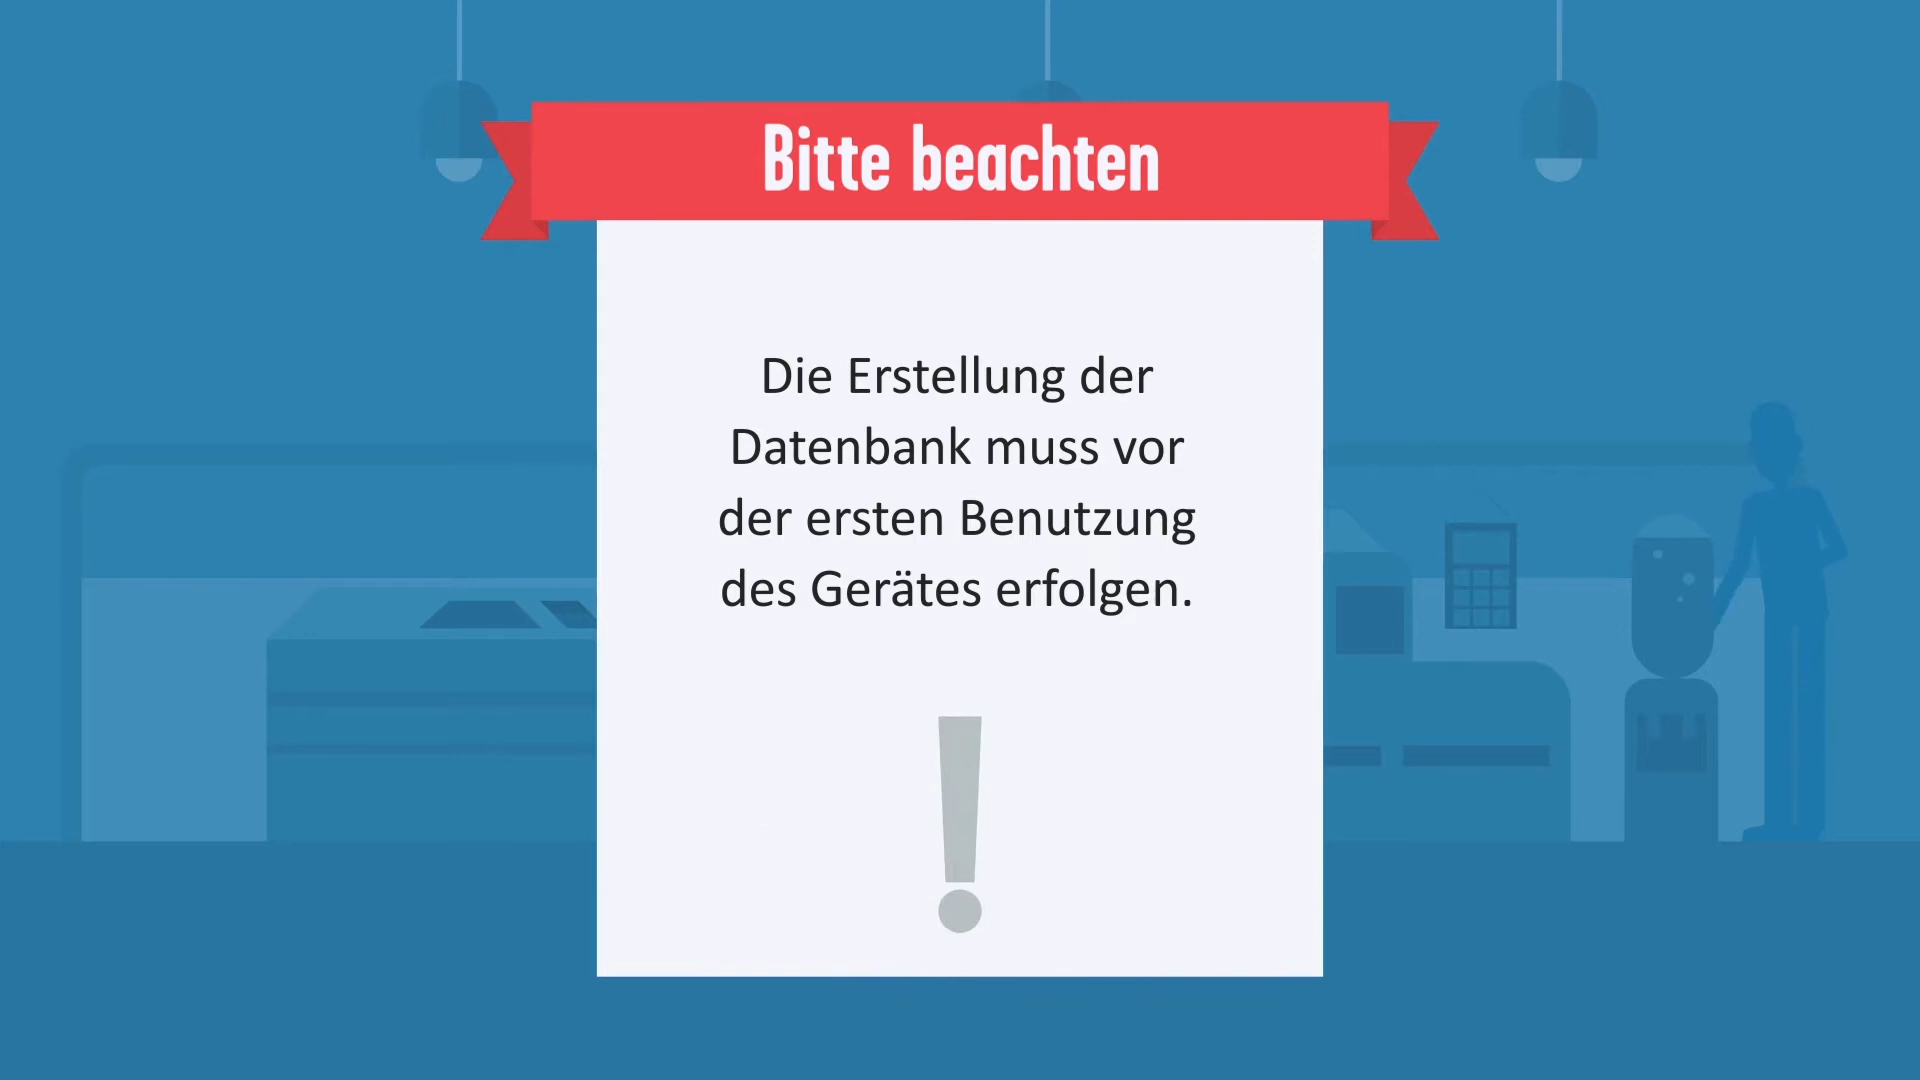 Bitte beachten
Die Erstellung der
Datenbank muss vor
der ersten Benutzung
des Gerätes erfolgen.
!